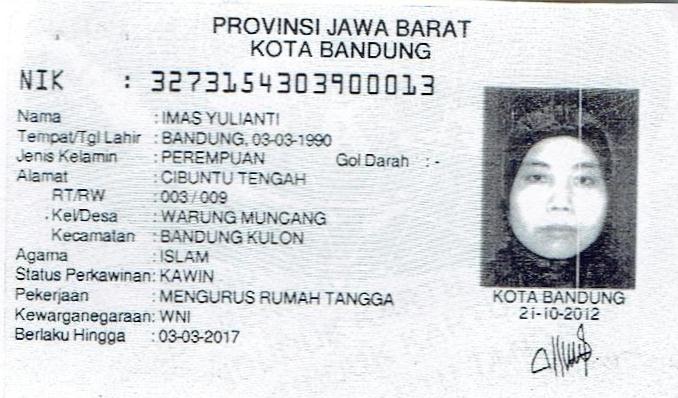 PROVINSI JAWA BARAT
KOTA BANDUNG
NIK : 3273154303900013
Nama : IMAS YULIANTI
Tempat/Tgl Lahir : BANDUNG, 03-03-1990
Jenis Kelamin : PEREMPUAN Gol Darah : -
Alamat : CIBUNTU TENGAH
RT/RW : 003 / 009
Kel/Desa : WARUNG MUNCANG
Kecamatan : BANDUNG KULON
Agama : ISLAM
Status Perkawinan: KAWIN
Pekerjaan : MENGURUS RUMAH TANGGA
Kewarganegaraan: WNI
Berlaku Hingga : 03-03-2017
KOTA BANDUNG
21-10-2012